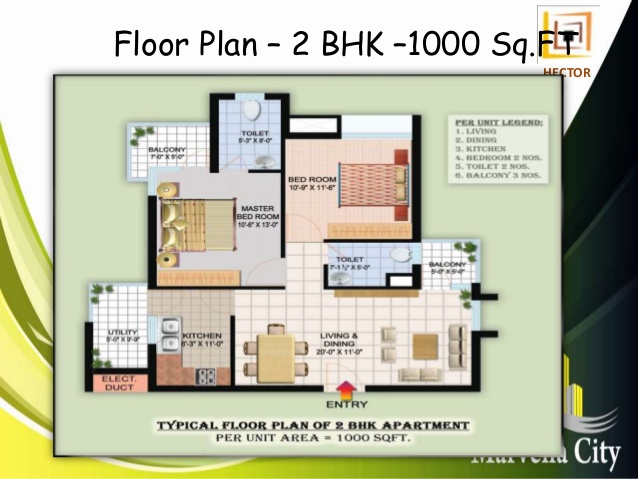 Floor Plan – 2 BHK –1000 Sq.FT
HECTOR
PER UNIT LEGEND:
1. LIVING
2. DINING
3. KITCHEN
4. BEDROOM 2 NOS.
5. TOILET 2 NOS.
6. BALCONY 3 NOS.
TOILET
5'-3" X 8'-0"
BALCONY
7'-0" X 5'-0"
BED ROOM
10'-9" X 11'-6"
MASTER
BED ROOM
10'-6" X 13'-0"
TOILET
7'-1 ½" X 5'-0"
BALCONY
5'-0" X 5'-0"
UTILITY
5'-0" X 9'-9"
KITCHEN
8'-3" X 11'-0"
LIVING &
DINING
20'-0" X 11'-0"
ELECT.
DUCT
ENTRY
TYPICAL FLOOR PLAN OF 2 BHK APARTMENT
PER UNIT AREA = 1000 SQFT.
City